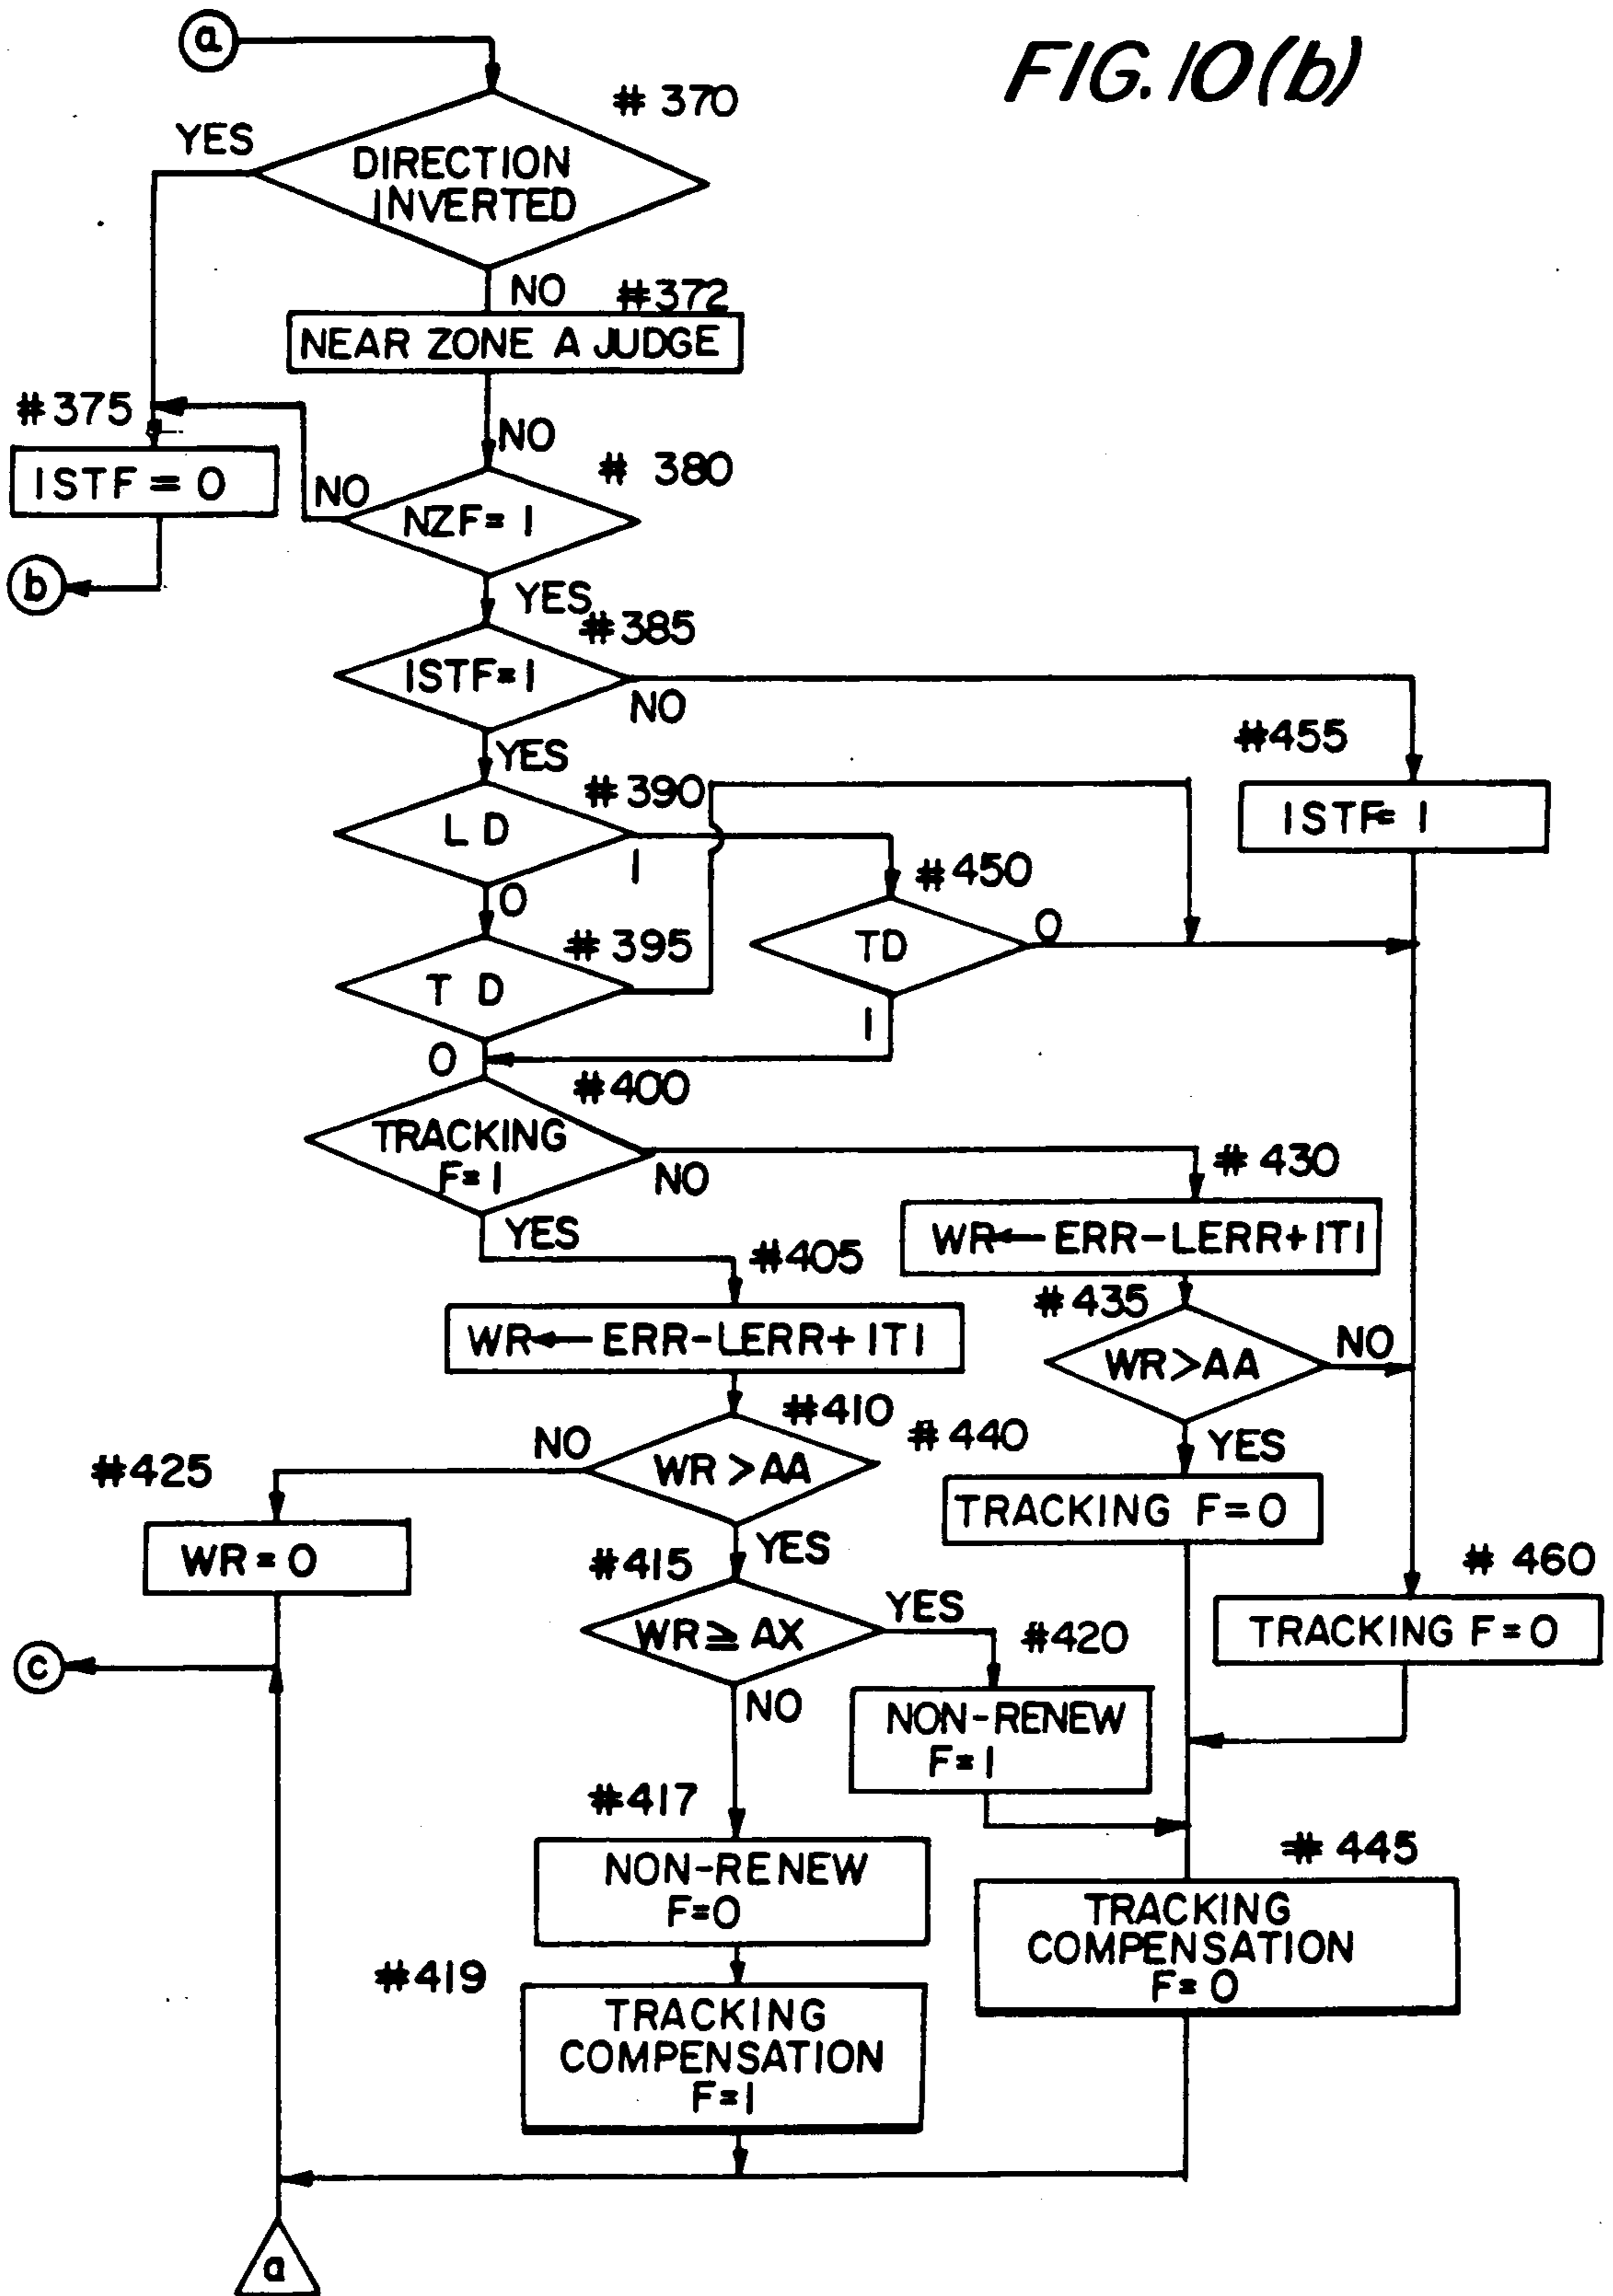 FIG. 10(b)
a
# 370
YES
DIRECTION
INVERTED
NO
#372
NEAR ZONE A JUDGE
#375
NO
# 380
ISTF = 0
NO
NZF= 1
b
YES
#385
ISTF=1
NO
YES
#455
#390
ISTF= 1
LD
1
0
#450
#395
TD
0
TD
1
0
#400
TRACKING
F=1
NO
# 430
YES
WR← ERR-LERR+ITI
#405
#435
WR← ERR-LERR+ITI
WR>AA
NO
#410
#440
NO
YES
#425
WR >AA
TRACKING F=0
WR = 0
YES
#415
# 460
YES
WR≧ AX
#420
TRACKING F=0
c
NO
NON-RENEW
F=1
#417
NON-RENEW
F=0
# 445
TRACKING
COMPENSATION
F=0
#419
TRACKING
COMPENSATION
F=1
a